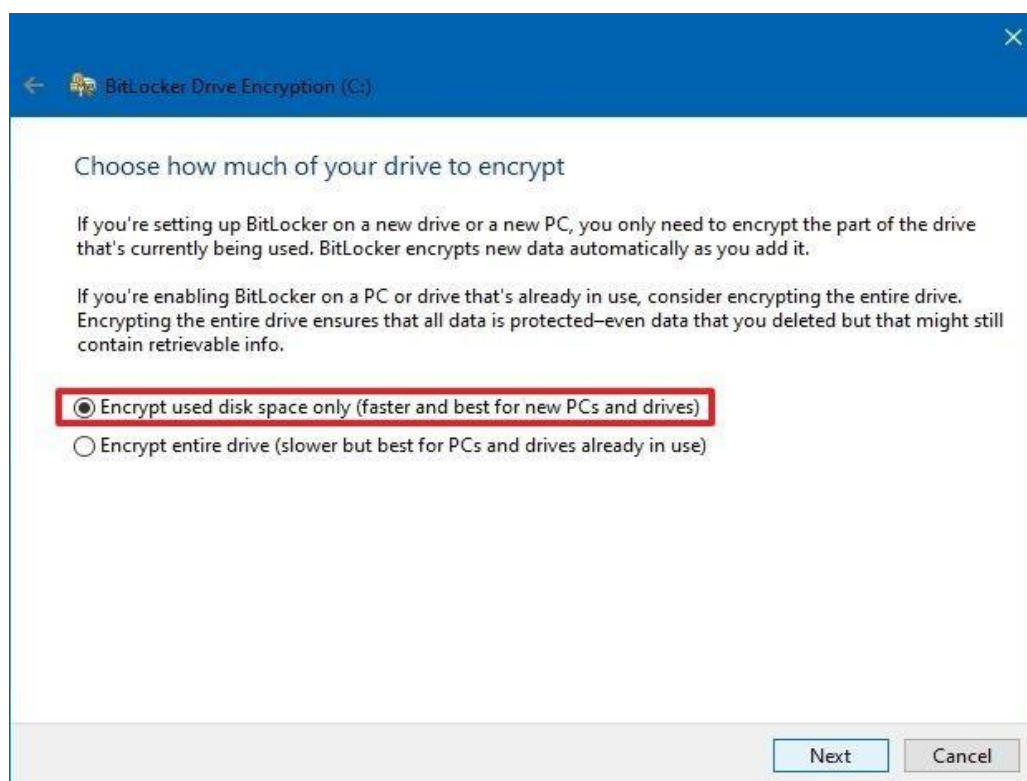 BitLocker Drive Encryption (C:)
Choose how much of your drive to encrypt
If you're setting up BitLocker on a new drive or a new PC, you only need to encrypt the part of the drive
that's currently being used. BitLocker encrypts new data automatically as you add it.
If you're enabling BitLocker on a PC or drive that's already in use, consider encrypting the entire drive.
Encrypting the entire drive ensures that all data is protected–even data that you deleted but that might still
contain retrievable info.
Encrypt used disk space only (faster and best for new PCs and drives)
Encrypt entire drive (slower but best for PCs and drives already in use)
Next Cancel